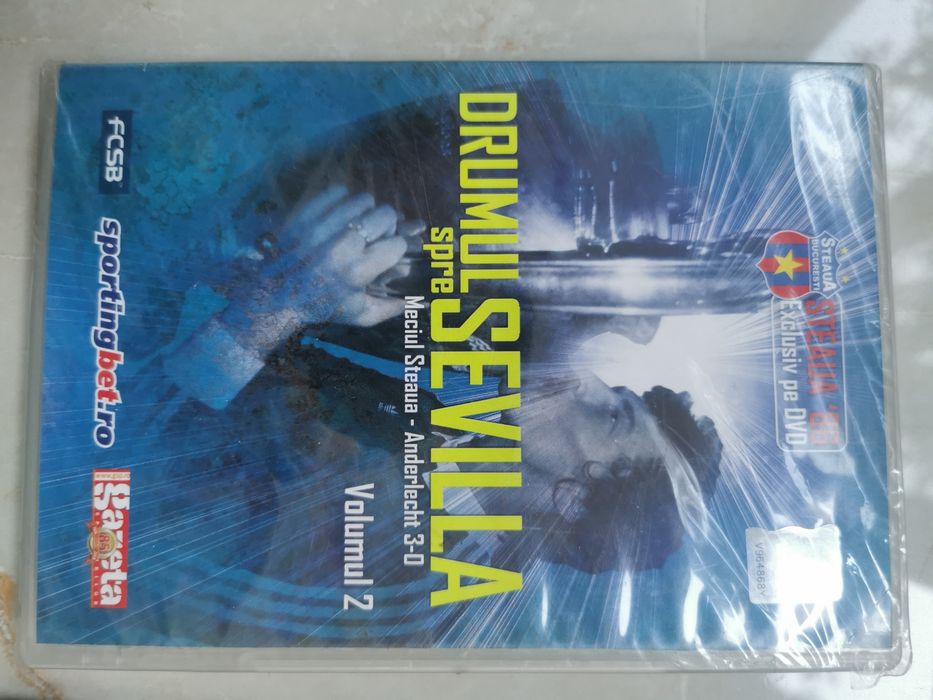 STEAUA
BUCUREȘTI
STEAUA '86
Exclusiv pe DVD
V964868Y
DRUMUL
spre SEVILLA
Meciul Steaua - Anderlecht 3-0
Volumul 2
FCSB
sportingbet.ro
Gazeta